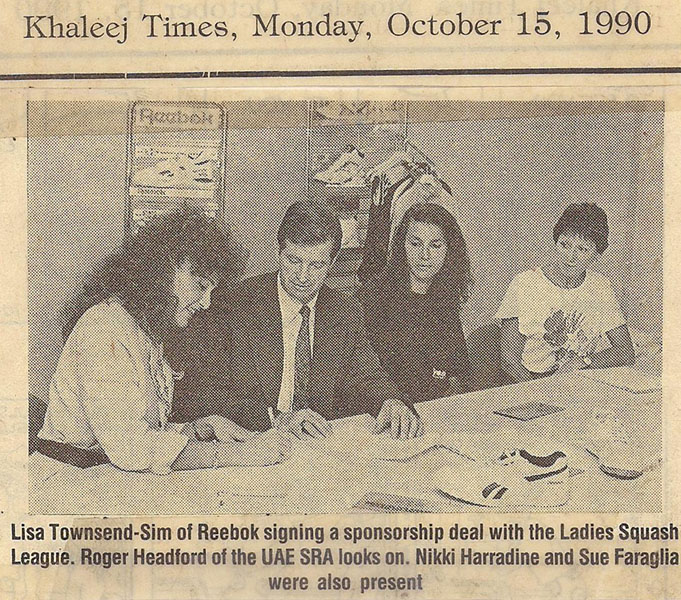 Khaleej Times, Monday, October 15, 1990
Reebok
Lisa Townsend-Sim of Reebok signing a sponsorship deal with the Ladies Squash
League. Roger Headford of the UAE SRA looks on. Nikki Harradine and Sue Faraglia
were also present